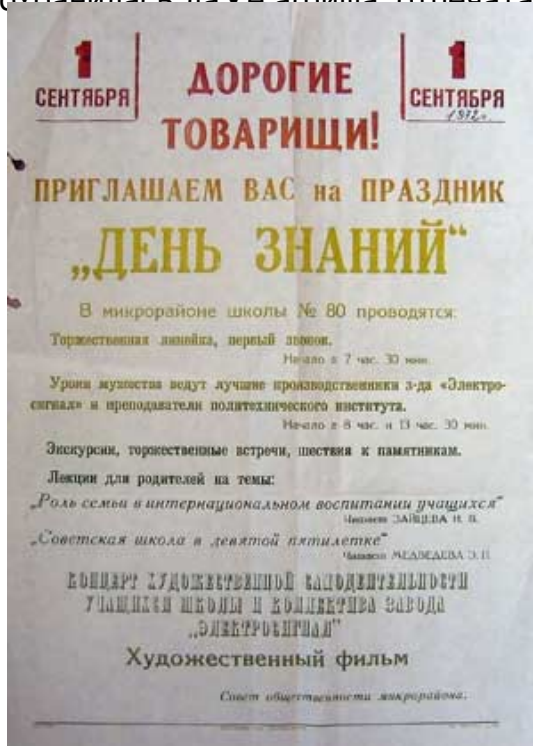 1 СЕНТЯБРЯ
ДОРОГИЕ
ТОВАРИЩИ!
1 СЕНТЯБРЯ
1972г.
ПРИГЛАШАЕМ ВАС на ПРАЗДНИК
„ДЕНЬ ЗНАНИЙ“
В микрорайоне школы № 80 проводятся:
Торжественная линейка, первый звонок.
Начало в 7 час. 30 мин.
Уроки мужества ведут лучшие производственники з-да «Электро-
сигнал» и преподаватели политехнического института.
Начало в 8 час. и 13 час. 30 мин.
Экскурсии, торжественные встречи, шествия к памятникам.
Лекции для родителей на темы:
„Роль семьи в интернациональном воспитании учащихся“
Читает ЗАЙЦЕВА
„Советская школа в девятой пятилетке“
Читает МЕДВЕДЕВА
КОНЦЕРТ ХУДОЖЕСТВЕННОЙ САМОДЕЯТЕЛЬНОСТИ
УЧАЩИХСЯ ШКОЛЫ И КОЛЛЕКТИВА ЗАВОДА
„ЭЛЕКТРОСИГНАЛ“
Художественный фильм
Совет общественности микрорайона.